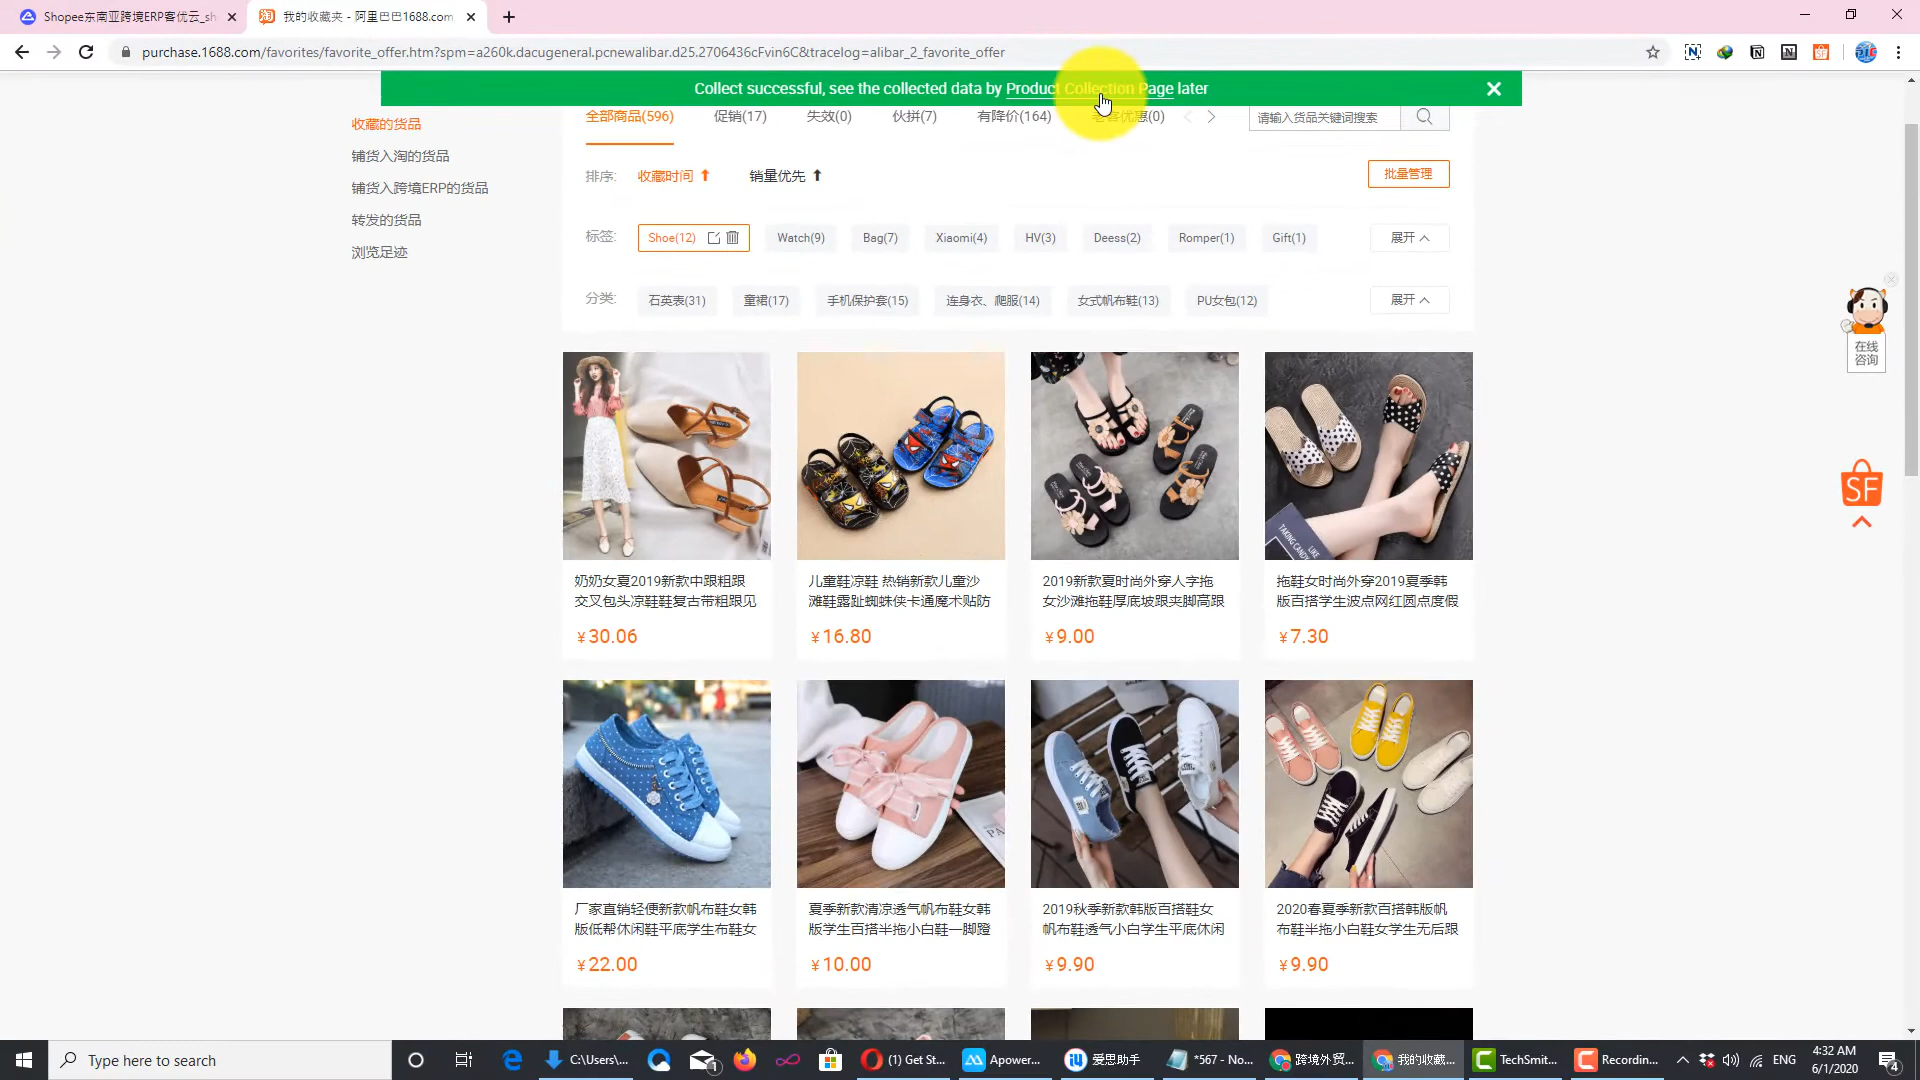 Shopee东南亚跨境ERP客优云_sh
我的收藏夹 - 阿里巴巴1688.com
purchase.1688.com/favorites/favorite_offer.htm?spm=a260k.dacugeneral.pcnewalibar.d25.2706436cFvin6C&tracelog=alibar_2_favorite_offer
Collect successful, see the collected data by Product Collection Page later
收藏的货品
铺货入淘的货品
铺货入跨境ERP的货品
转发的货品
浏览足迹
全部商品(596) 促销(17) 失效(0) 伙拼(7) 有降价(164) 老客优惠(0) 请输入货品关键词搜索
排序: 收藏时间 销量优先 批量管理
标签: Shoe(12) Watch(9) Bag(7) Xiaomi(4) HV(3) Deess(2) Romper(1) Gift(1) 展开
分类: 石英表(31) 童裙(17) 手机保护套(15) 连身衣、爬服(14) 女式帆布鞋(13) PU女包(12) 展开
在线
咨询
SF
TAKING CANDY LIKE
奶奶女夏2019新款中跟粗跟
交叉包头凉鞋鞋复古带粗跟见
¥30.06
儿童鞋凉鞋 热销新款儿童沙
滩鞋露趾蜘蛛侠卡通魔术贴防
¥16.80
2019新款夏时尚外穿人字拖
女沙滩拖鞋厚底坡跟夹脚高跟
¥9.00
拖鞋女时尚外穿2019夏季韩
版百搭学生波点网红圆点度假
¥7.30
厂家直销轻便新款帆布鞋女韩
版低帮休闲鞋平底学生布鞋女
¥22.00
夏季新款清凉透气帆布鞋女韩
版学生百搭半拖小白鞋一脚蹬
¥10.00
2019秋季新款韩版百搭鞋女
帆布鞋透气小白学生平底休闲
¥9.90
2020春夏季新款百搭韩版帆
布鞋半拖小白鞋女学生无后跟
¥9.90
Type here to search
C:\Users\...
(1) Get St...
Apower...
爱思助手
*567 - No...
跨境外贸...
我的收藏...
TechSmit...
Recordin...
ENG
4:32 AM
6/1/2020
4